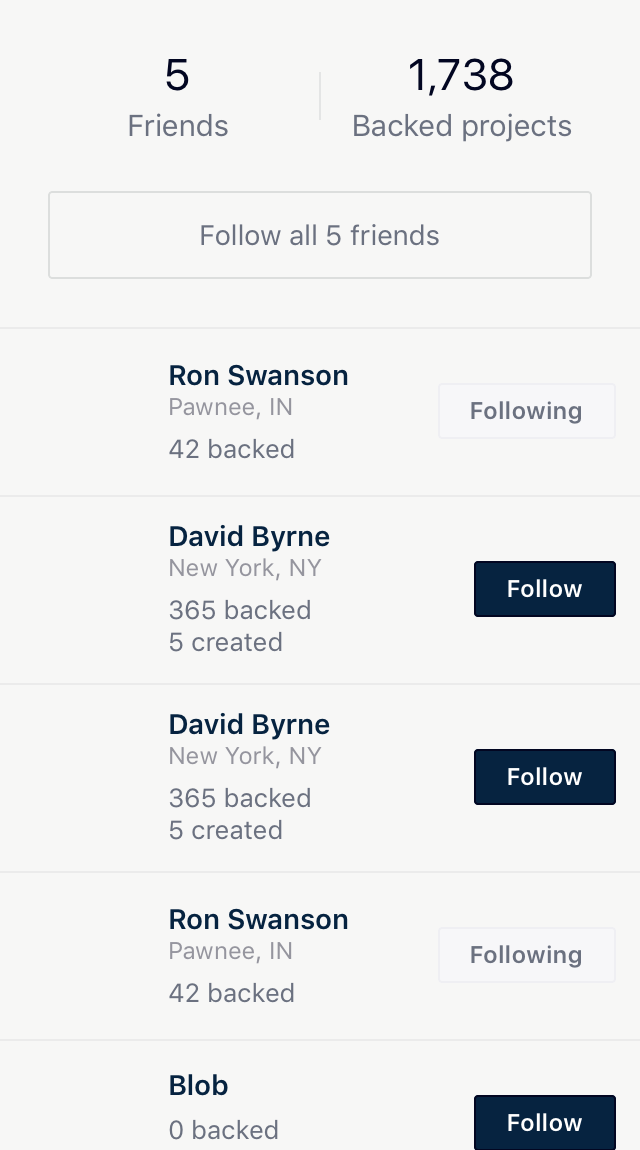 5
Friends
1,738
Backed projects
Follow all 5 friends
Ron Swanson
Pawnee, IN
42 backed
Following
David Byrne
New York, NY
365 backed
5 created
Follow
David Byrne
New York, NY
365 backed
5 created
Follow
Ron Swanson
Pawnee, IN
42 backed
Following
Blob
0 backed
Follow